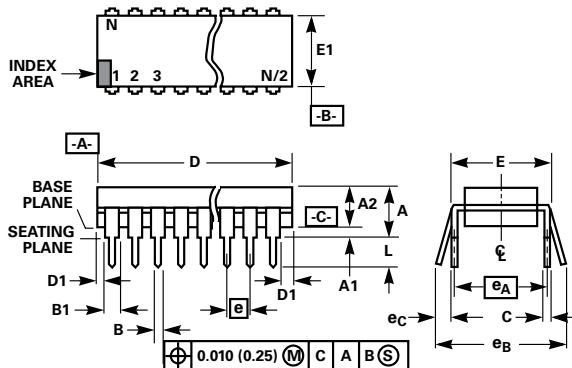 N
E1
INDEX
AREA
1 2 3 N/2
-B-
-A-
D
E
BASE
PLANE
-C-
A2
A
SEATING
PLANE
L
C
L
D1
D1
A1
B1
e
eA
B
eC
C
eB
0.010 (0.25) M C A B S